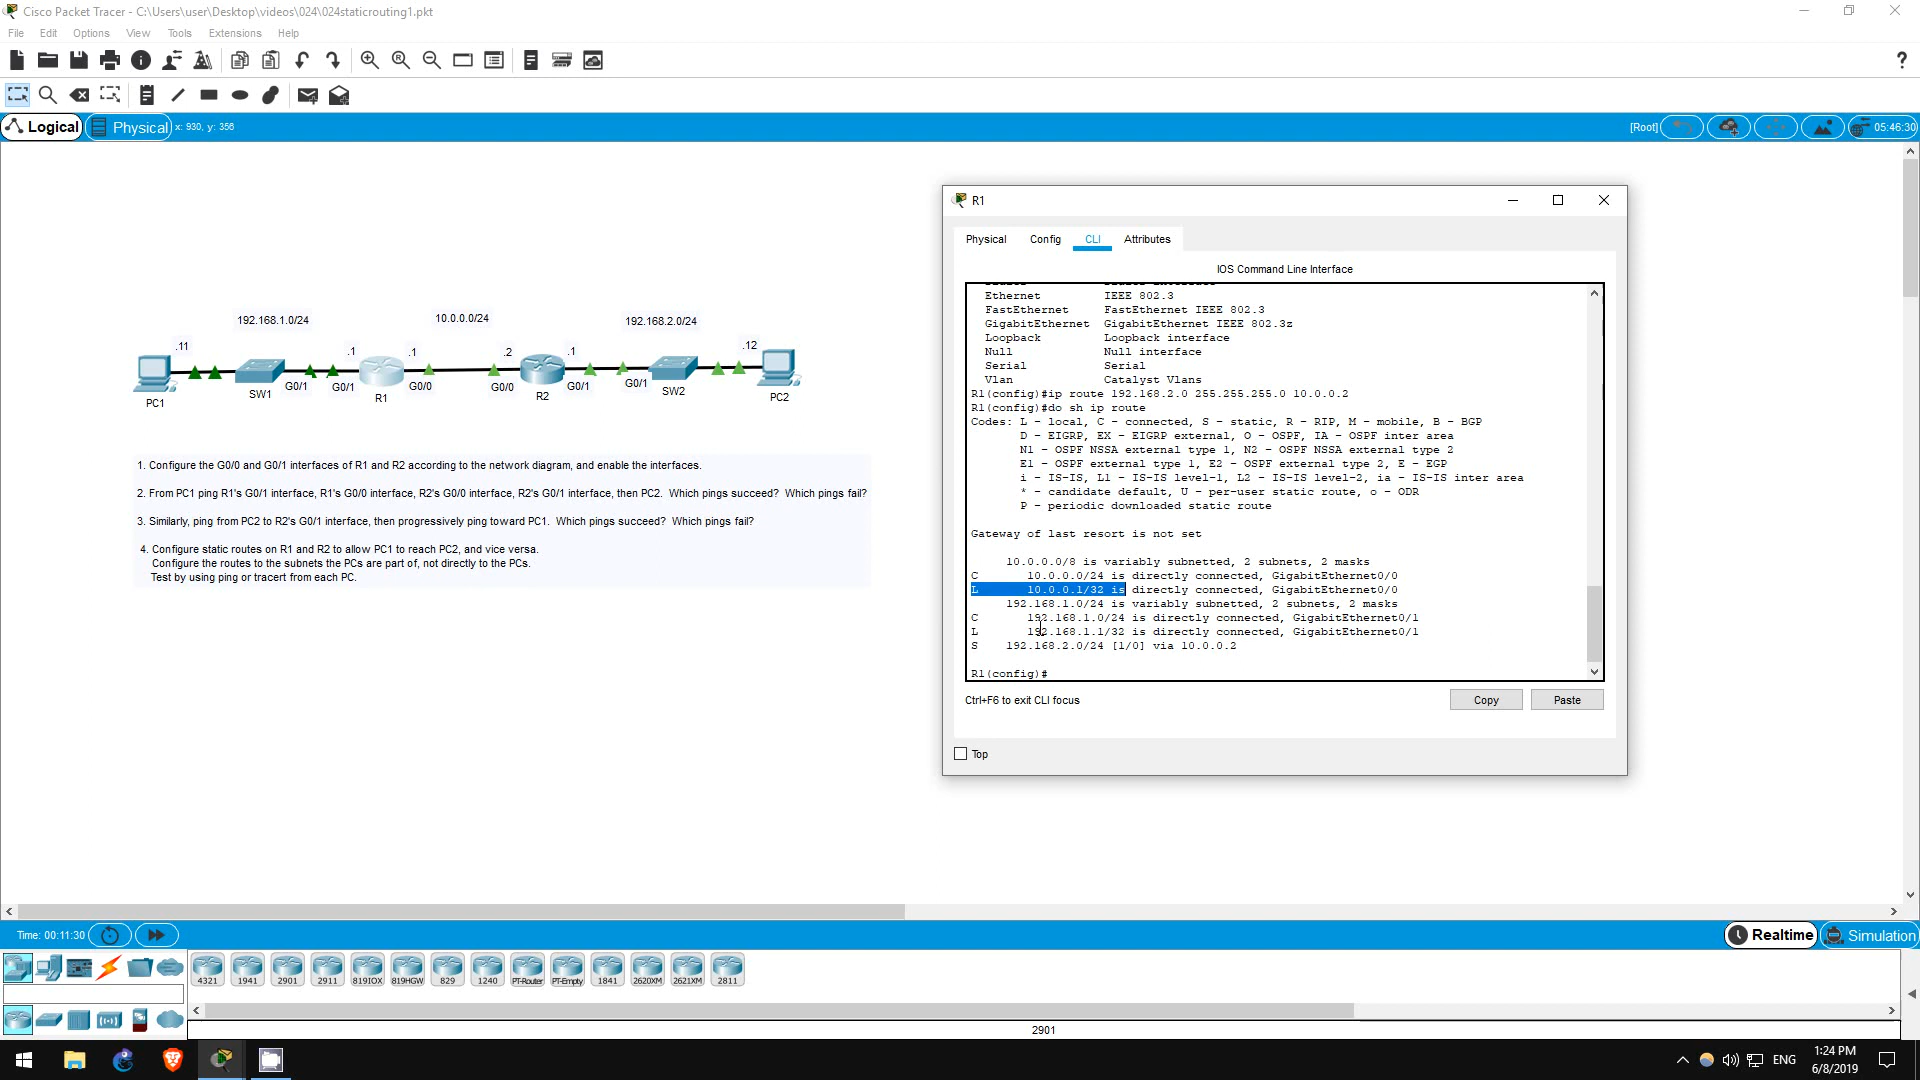 Cisco Packet Tracer - C:\Users\user\Desktop\videos\024\024staticrouting1.pkt
File Edit Options View Tools Extensions Help
?
Logical Physical x: 930, y: 356 [Root] 05:46:30
192.168.1.0/24 10.0.0.0/24 192.168.2.0/24
.11 .1 .1 .2 .1 .12
G0/1 G0/1 G0/0 G0/0 G0/1 G0/1
PC1 SW1 R1 R2 SW2 PC2
1. Configure the G0/0 and G0/1 interfaces of R1 and R2 according to the network diagram, and enable the interfaces.
2. From PC1 ping R1's G0/1 interface, R1's G0/0 interface, R2's G0/0 interface, R2's G0/1 interface, then PC2. Which pings succeed? Which pings fail?
3. Similarly, ping from PC2 to R2's G0/1 interface, then progressively ping toward PC1. Which pings succeed? Which pings fail?
4. Configure static routes on R1 and R2 to allow PC1 to reach PC2, and vice versa.
Configure the routes to the subnets the PCs are part of, not directly to the PCs.
Test by using ping or tracert from each PC.
R1
Physical Config CLI Attributes
IOS Command Line Interface
Ethernet IEEE 802.3
FastEthernet FastEthernet IEEE 802.3
GigabitEthernet GigabitEthernet IEEE 802.3z
Loopback Loopback interface
Null Null interface
Serial Serial
Vlan Catalyst Vlans
R1(config)#ip route 192.168.2.0 255.255.255.0 10.0.0.2
R1(config)#do sh ip route
Codes: L - local, C - connected, S - static, R - RIP, M - mobile, B - BGP
D - EIGRP, EX - EIGRP external, O - OSPF, IA - OSPF inter area
N1 - OSPF NSSA external type 1, N2 - OSPF NSSA external type 2
E1 - OSPF external type 1, E2 - OSPF external type 2, E - EGP
i - IS-IS, L1 - IS-IS level-1, L2 - IS-IS level-2, ia - IS-IS inter area
* - candidate default, U - per-user static route, o - ODR
P - periodic downloaded static route
Gateway of last resort is not set
10.0.0.0/8 is variably subnetted, 2 subnets, 2 masks
C 10.0.0.0/24 is directly connected, GigabitEthernet0/0
L 10.0.0.1/32 is directly connected, GigabitEthernet0/0
192.168.1.0/24 is variably subnetted, 2 subnets, 2 masks
C 192.168.1.0/24 is directly connected, GigabitEthernet0/1
L 192.168.1.1/32 is directly connected, GigabitEthernet0/1
S 192.168.2.0/24 [1/0] via 10.0.0.2
R1(config)#
Ctrl+F6 to exit CLI focus Copy Paste
Top
Time: 00:11:30 Realtime Simulation
4321 1941 2901 2911 819IOX 819HGW 829 1240 PT-Router PT-Empty 1841 2620XM 2621XM 2811
2901
ENG 1:24 PM
6/8/2019